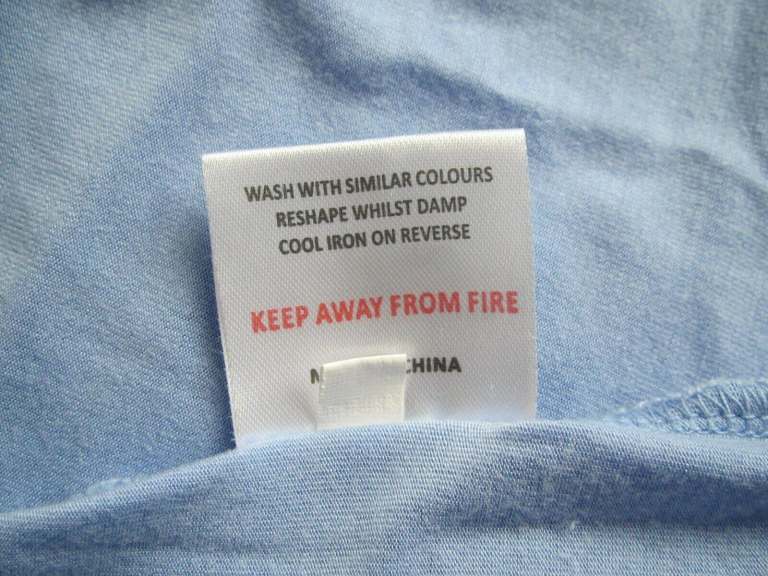 WASH WITH SIMILAR COLOURS
RESHAPE WHILST DAMP
COOL IRON ON REVERSE
KEEP AWAY FROM FIRE
CHINA